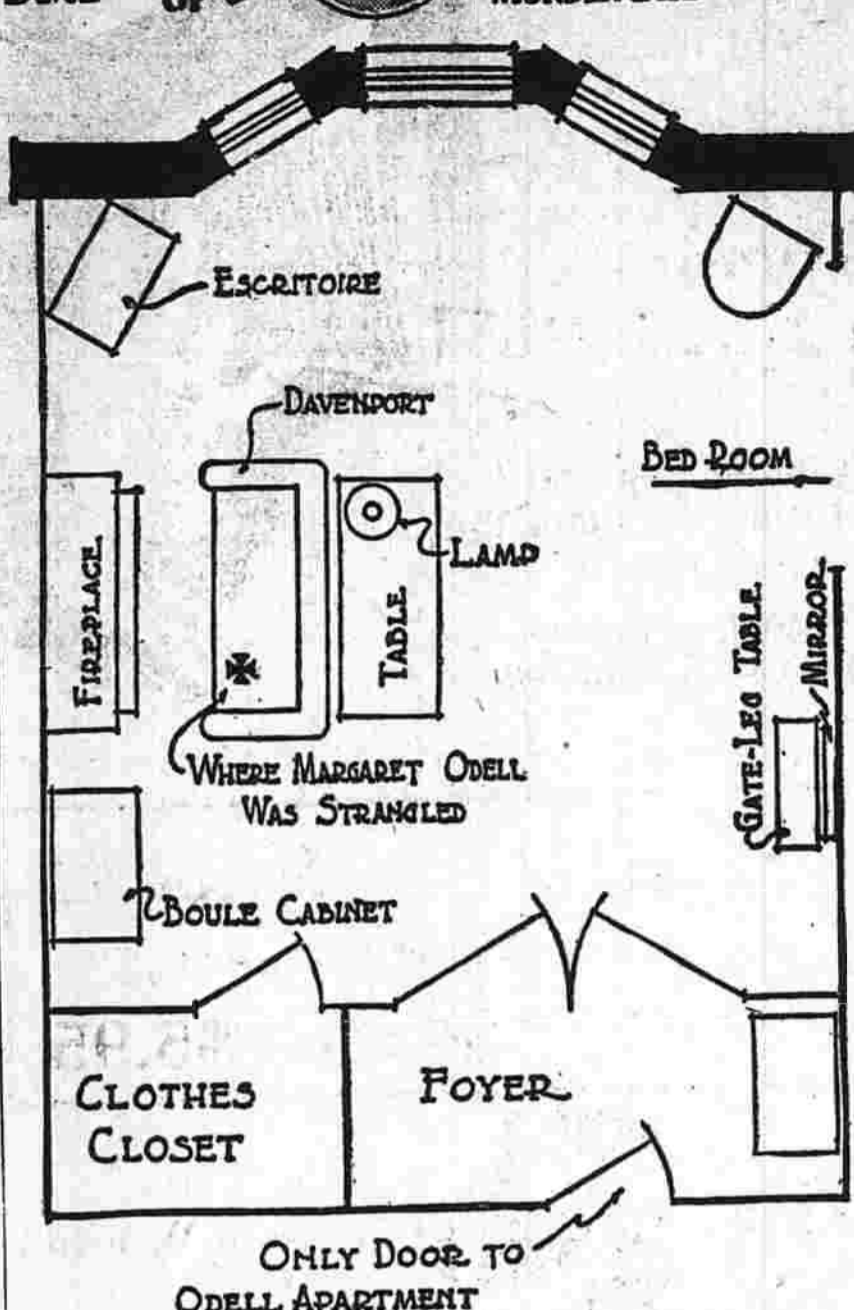 OF
ESCRITOIRE
DAVENPORT
BED ROOM
LAMP
FIREPLACE
TABLE
GATE-LEG TABLE
MIRROR
WHERE MARGARET ODELL
WAS STRANGLED
BOULE CABINET
CLOTHES
CLOSET
FOYER
ONLY DOOR TO
ODELL APARTMENT